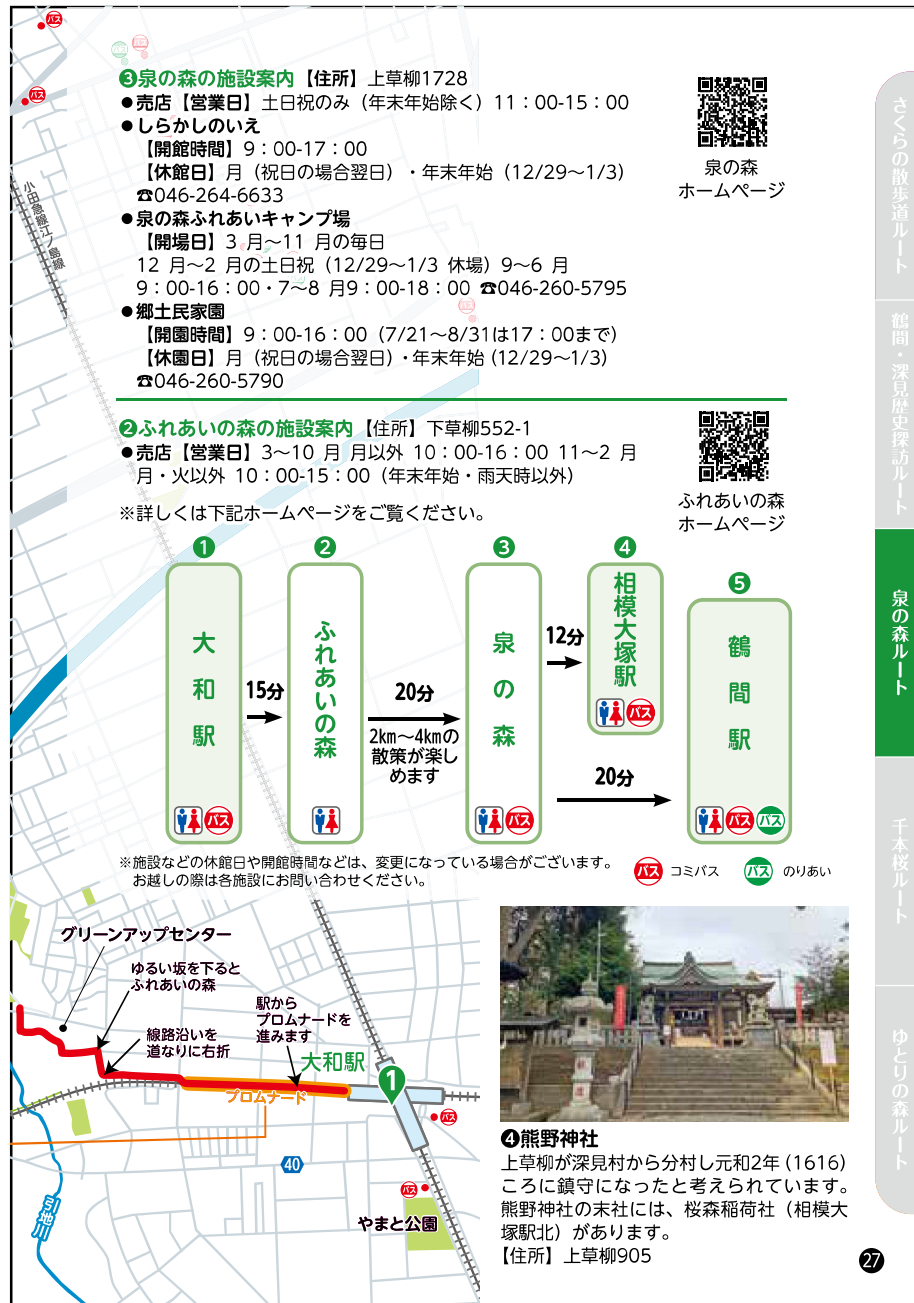 ❸泉の森の施設案内【住所】上草柳1728
●売店【営業日】土日祝のみ（年末年始除く）11：00-15：00
●しらかしのいえ
【開館時間】9：00-17：00
【休館日】月（祝日の場合翌日）・年末年始（12/29～1/3）
☎046-264-6633
●泉の森ふれあいキャンプ場
【開場日】3 月～11 月の毎日
12 月～2 月の土日祝（12/29～1/3 休場）9～6 月
9：00-16：00・7～8 月9：00-18：00 ☎046-260-5795
●郷土民家園
【開園時間】9：00-16：00（7/21～8/31は17：00まで）
【休園日】月（祝日の場合翌日）・年末年始（12/29～1/3）
☎046-260-5790
泉の森
ホームページ
❷ふれあいの森の施設案内【住所】下草柳552-1
●売店【営業日】3～10 月 月以外 10：00-16：00 11～2 月
月・火以外 10：00-15：00（年末年始・雨天時以外）
※詳しくは下記ホームページをご覧ください。
ふれあいの森
ホームページ
❶
大和駅
バス
15分
❷
ふれあいの森
20分
2km～4kmの
散策が楽し
めます
❸
泉の森
バス
12分
❹
相模大塚駅
バス
20分
❺
鶴間駅
バス
バス
※施設などの休館日や開館時間などは、変更になっている場合がございます。
お越しの際は各施設にお問い合わせください。
バス コミバス
バス のりあい
バス
バス
バス
バス
バス
小田急線江ノ島線
グリーンアップセンター
ゆるい坂を下ると
ふれあいの森
線路沿いを
道なりに右折
駅から
プロムナードを
進みます
大和駅
1
プロムナード
バス
40
バス
やまと公園
引地川
❹熊野神社
上草柳が深見村から分村し元和2年（1616）
ころに鎮守になったと考えられています。
熊野神社の末社には、桜森稲荷社（相模大
塚駅北）があります。
【住所】上草柳905
さくらの散歩道ルート
鶴間・深見歴史探訪ルート
泉の森ルート
千本桜ルート
ゆとりの森ルート
27